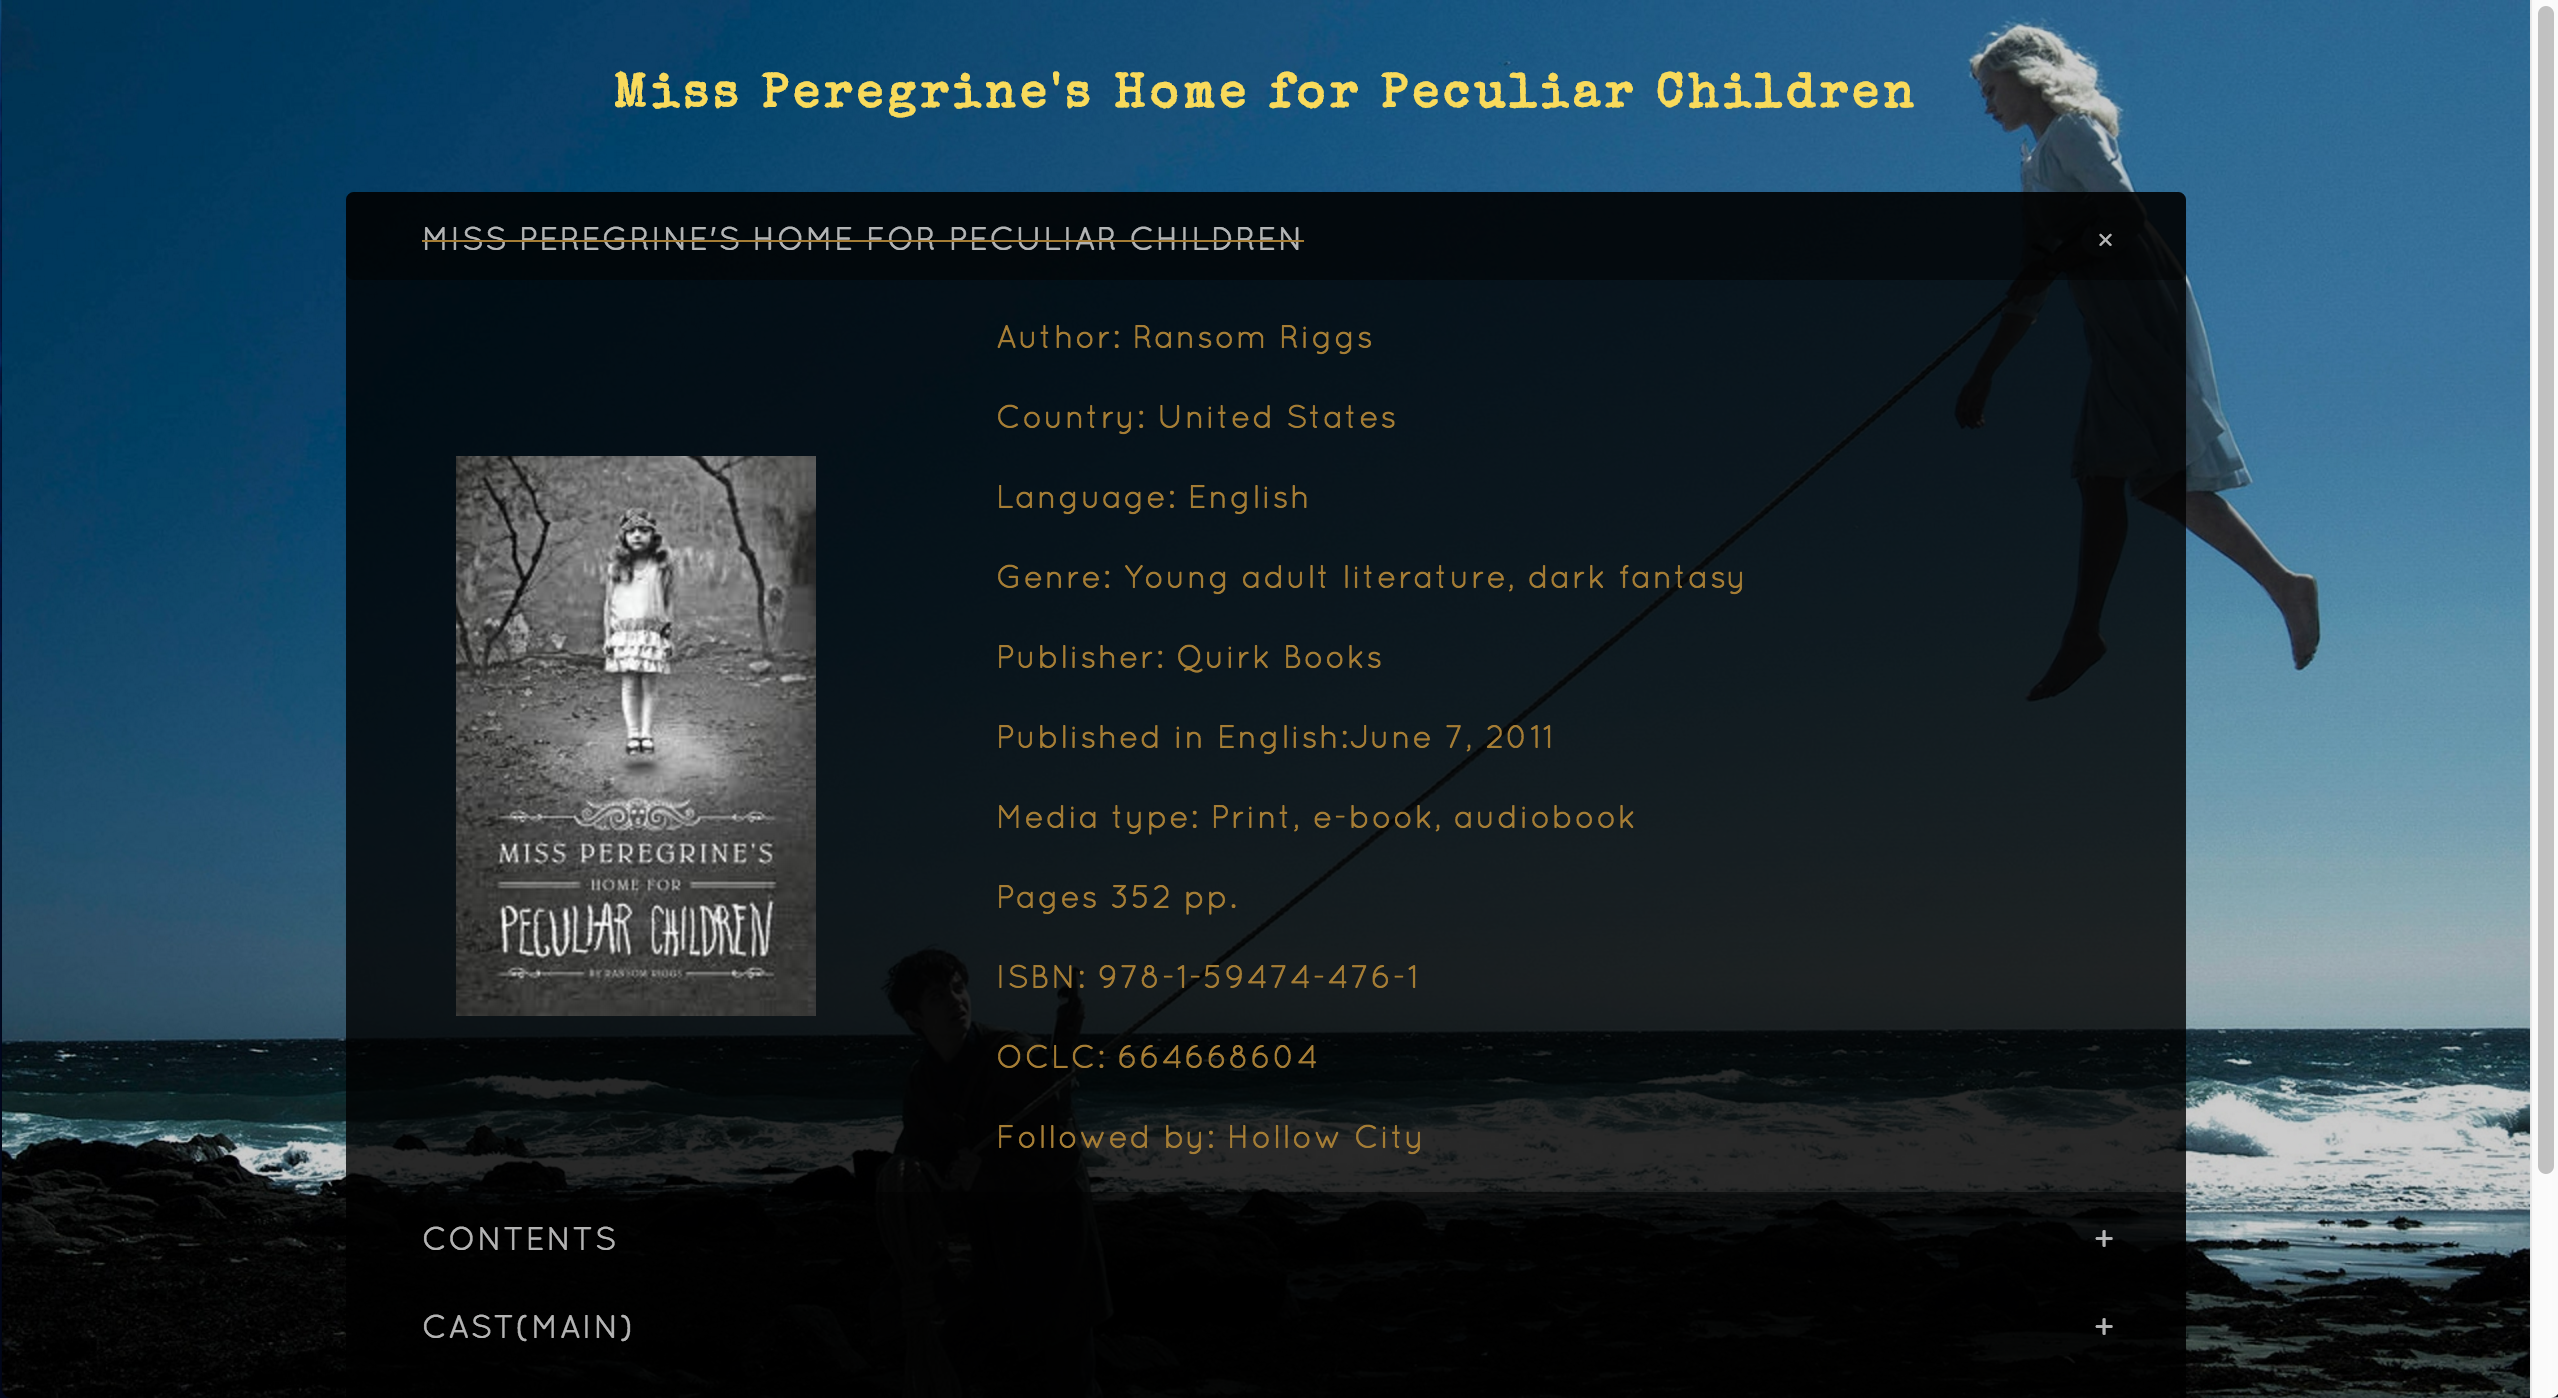 Miss Peregrine's Home for Peculiar Children
MISS PEREGRINE'S HOME FOR PECULIAR CHILDREN
Author: Ransom Riggs
Country: United States
Language: English
Genre: Young adult literature, dark fantasy
Publisher: Quirk Books
Published in English:June 7, 2011
Media type: Print, e-book, audiobook
Pages 352 pp.
ISBN: 978-1-59474-476-1
OCLC: 664668604
Followed by: Hollow City
MISS PEREGRINE'S
HOME FOR
PECULIAR CHILDREN
BY RANSOM RIGGS
CONTENTS
CAST(MAIN)